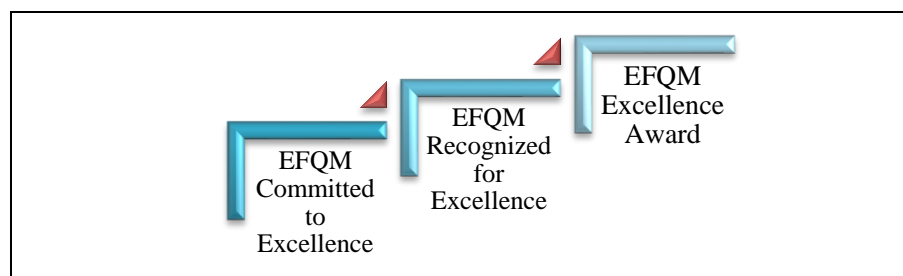 EFQM
Committed
to
Excellence
EFQM
Recognized
for
Excellence
EFQM
Excellence
Award